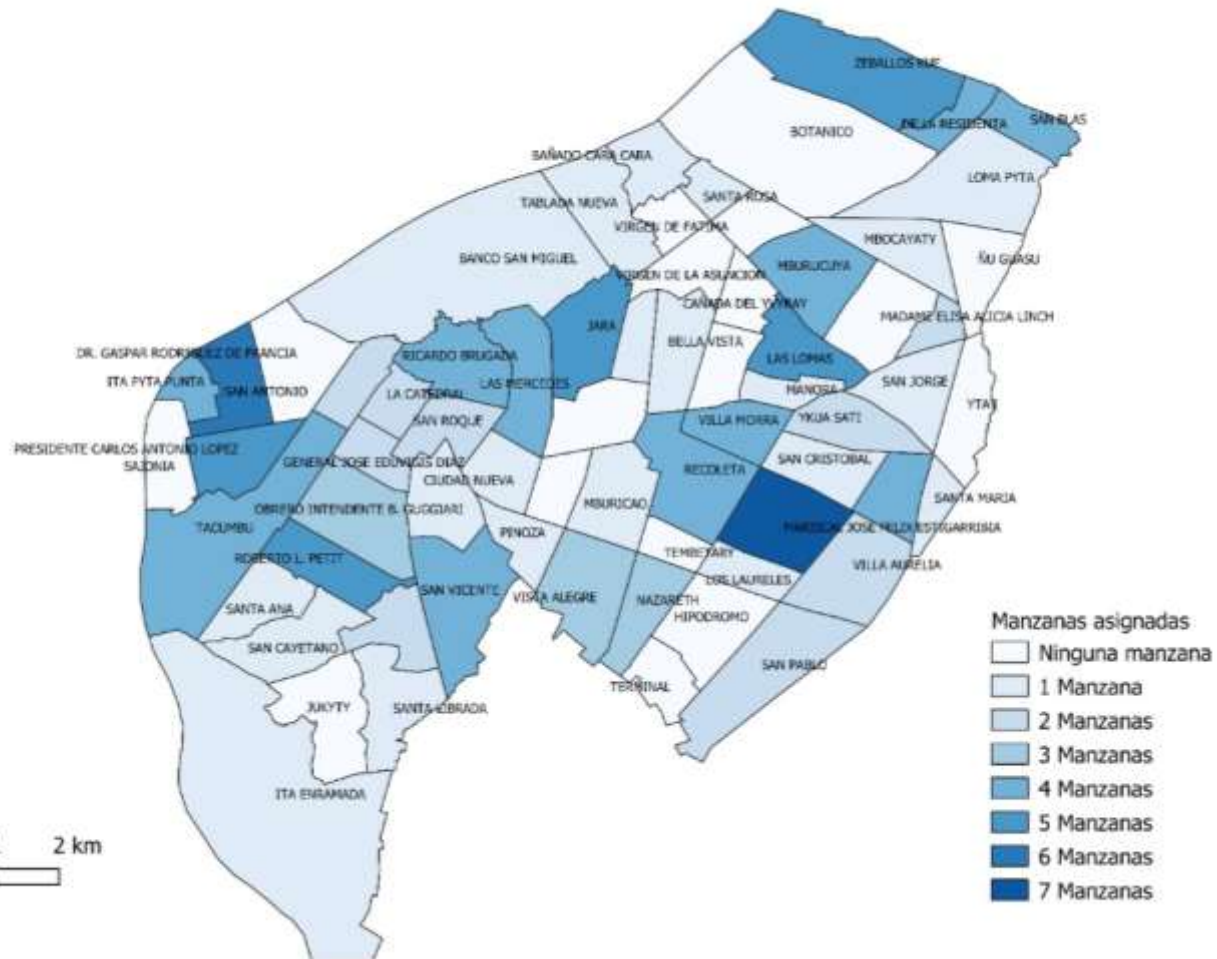 ZEBALLOS KUE
SAN BLAS
DE LA RESIDENTA
BOTANICO
BAÑADO CARA CARA
LOMA PYTA
TABLADA NUEVA
SANTA ROSA
VIRGEN DE FATIMA
MBOCAYATY
BANCO SAN MIGUEL
ÑU GUASU
MBURUCUYA
VIRGEN DE LA ASUNCION
CAÑADA DEL YVYRAY
MADAME ELISA ALICIA LINCH
JARA
BELLA VISTA
DR. GASPAR RODRIGUEZ DE FRANCIA
RICARDO BRUGADA
LAS LOMAS
ITA PYTA PUNTA
SAN ANTONIO
LAS MERCEDES
SAN JORGE
LA CATEDRAL
MANORA
YTAY
SAN ROQUE
VILLA MORRA
YKUA SATI
PRESIDENTE CARLOS ANTONIO LOPEZ
SAJONIA
GENERAL JOSE EDUVIGIS DIAZ
SAN CRISTOBAL
RECOLETA
CIUDAD NUEVA
SANTA MARIA
MBURICAO
OBRERO INTENDENTE B. GUGGIARI
TACUMBU
PINOZA
TEMBETARY
VILLA AURELIA
ROBERTO L. PETIT
LOS LAURELES
SAN VICENTE
VISTA ALEGRE
NAZARETH
SANTA ANA
HIPODROMO
SAN CAYETANO
SAN PABLO
TERMINAL
JUKYTY
SANTA LIBRADA
ITA ENRAMADA
2 km
Manzanas asignadas
Ninguna manzana
1 Manzana
2 Manzanas
3 Manzanas
4 Manzanas
5 Manzanas
6 Manzanas
7 Manzanas